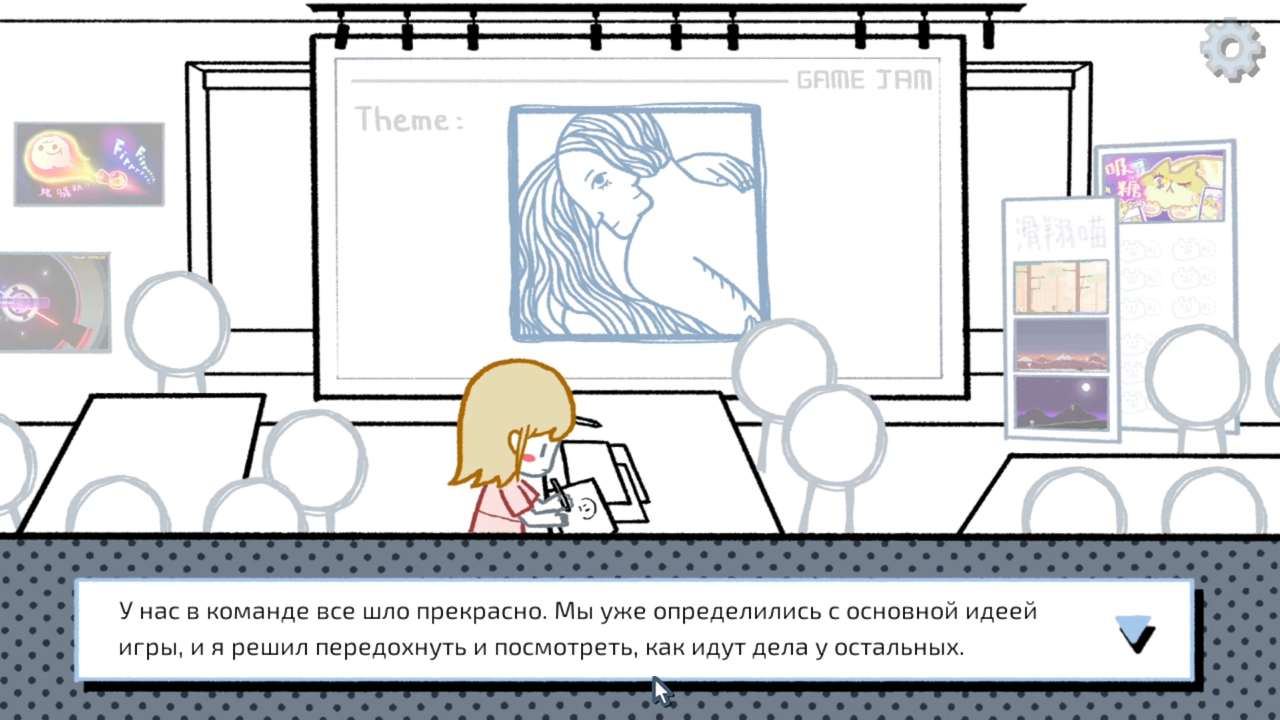 GAME JAM
Theme:
滑翔喵
У нас в команде все шло прекрасно. Мы уже определились с основной идеей
игры, и я решил передохнуть и посмотреть, как идут дела у остальных.